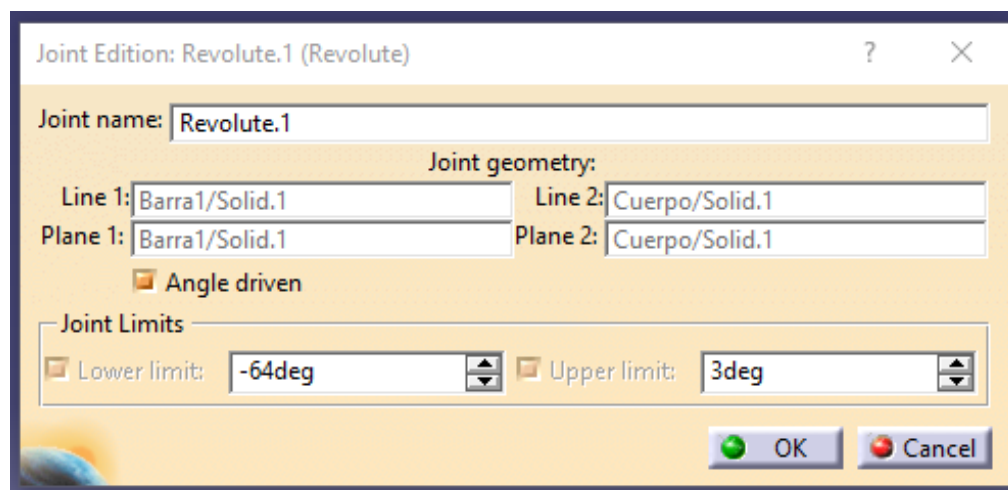 Joint Edition: Revolute.1 (Revolute) ?
Joint name: Revolute.1
Joint geometry:
Line 1: Barra1/Solid.1 Line 2: Cuerpo/Solid.1
Plane 1: Barra1/Solid.1 Plane 2: Cuerpo/Solid.1
Angle driven
Joint Limits
Lower limit: -64deg Upper limit: 3deg
OK Cancel